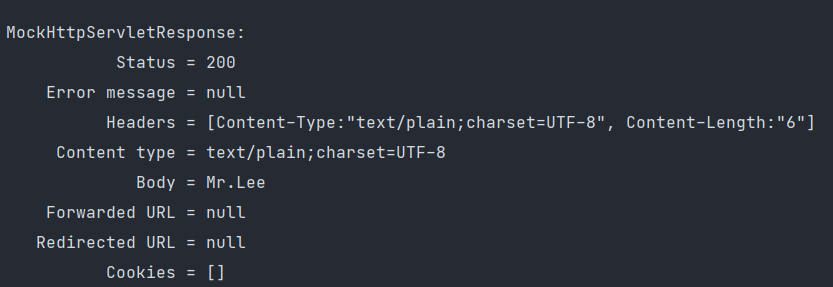 MockHttpServletResponse:
Status = 200
Error message = null
Headers = [Content-Type:"text/plain;charset=UTF-8", Content-Length:"6"]
Content type = text/plain;charset=UTF-8
Body = Mr.Lee
Forwarded URL = null
Redirected URL = null
Cookies = []